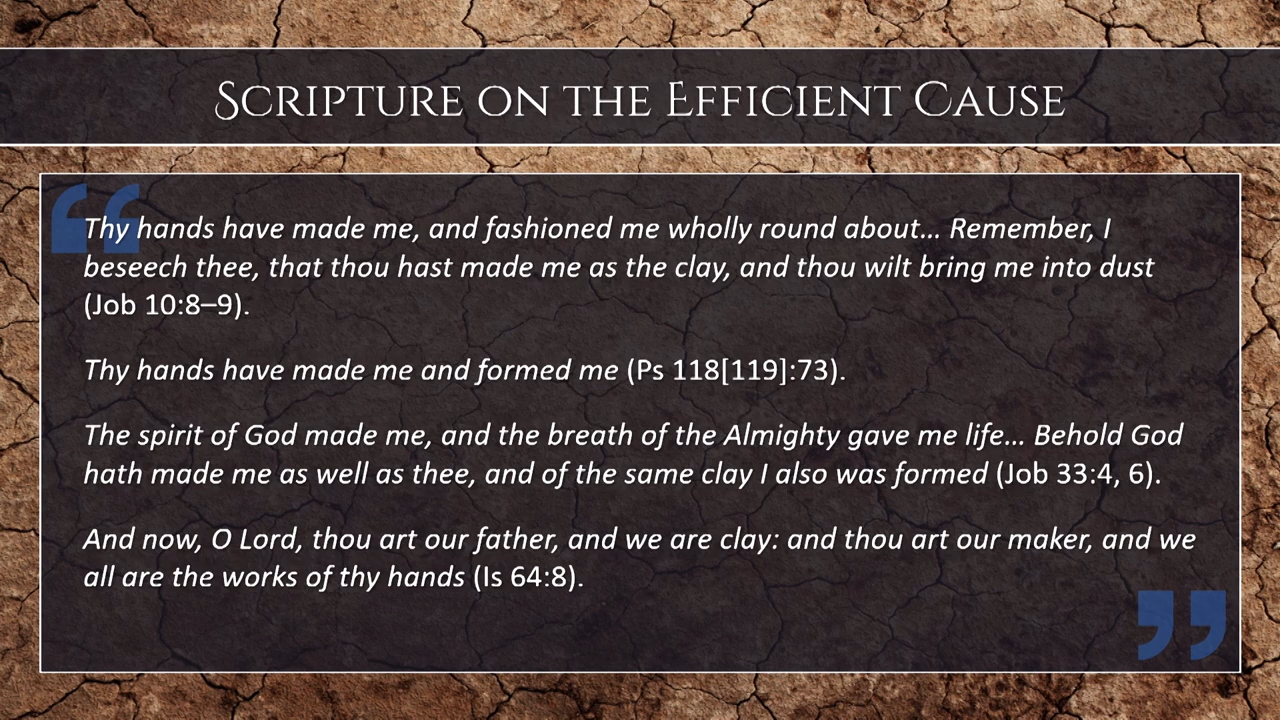 Scripture on the Efficient Cause
“
Thy hands have made me, and fashioned me wholly round about... Remember, I
beseech thee, that thou hast made me as the clay, and thou wilt bring me into dust
(Job 10:8–9).
Thy hands have made me and formed me (Ps 118[119]:73).
The spirit of God made me, and the breath of the Almighty gave me life... Behold God
hath made me as well as thee, and of the same clay I also was formed (Job 33:4, 6).
And now, O Lord, thou art our father, and we are clay: and thou art our maker, and we
all are the works of thy hands (Is 64:8).
”